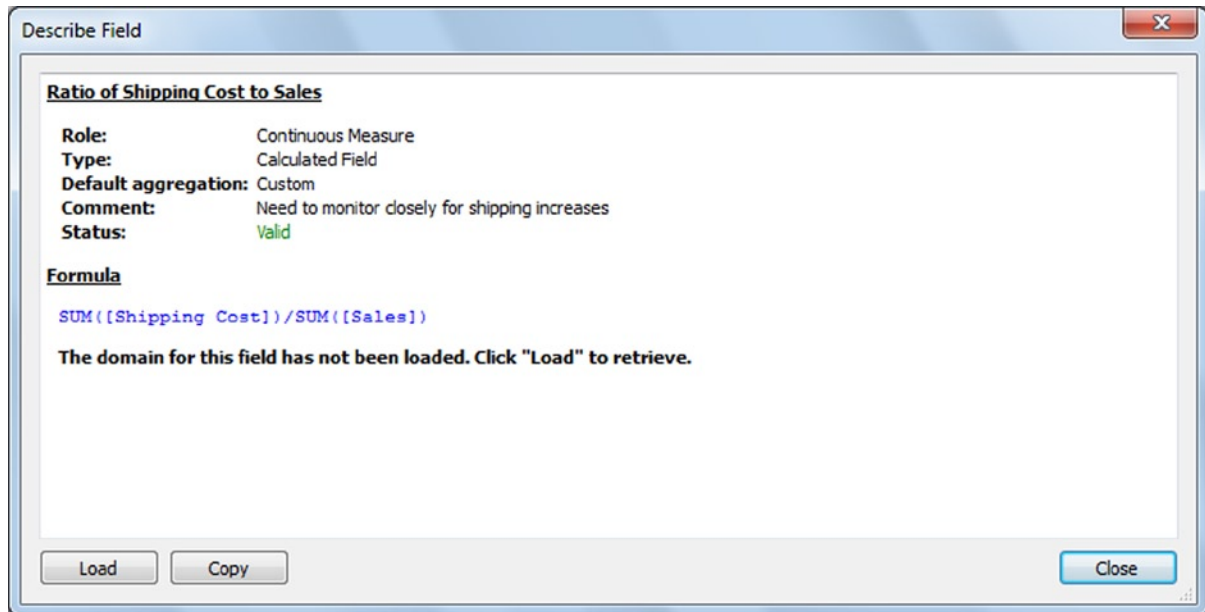 Describe Field
Ratio of Shipping Cost to Sales
Role: Continuous Measure
Type: Calculated Field
Default aggregation: Custom
Comment: Need to monitor closely for shipping increases
Status: Valid
Formula
SUM([Shipping Cost])/SUM([Sales])
The domain for this field has not been loaded. Click "Load" to retrieve.
Load Copy Close